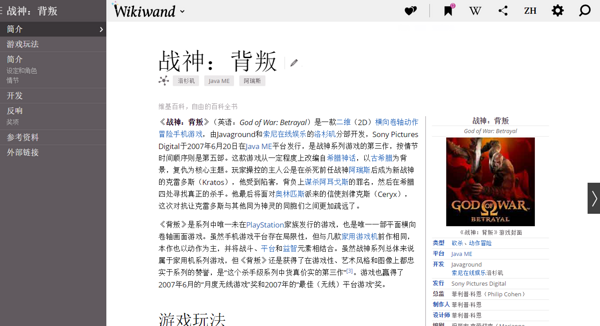 战神：背叛
简介
游戏玩法
简介
设定和角色
情节
开发
反响
奖项
参考资料
外部链接
Wikiwand
W
ZH
战神：背叛
洛杉矶
Java ME
阿瑞斯
维基百科，自由的百科全书
《战神：背叛》（英语：God of War: Betrayal）是一款二维（2D）横向卷轴动作
冒险手机游戏，由Javaground和索尼在线娱乐的洛杉矶分部开发，Sony Pictures
Digital于2007年6月20日在Java ME平台发行，是战神系列游戏的第三作，按情节
时间顺序则是第五部。这款游戏从一定程度上改编自希腊神话，以古希腊为背
景，复仇为核心主题。玩家操控的主人公是在杀死前任战神阿瑞斯后成为新战神
的克雷多斯（Kratos）。他受到陷害，背负上谋杀阿耳戈斯的罪名，然后在希腊
四处寻找真正的杀手。他最后将面对奥林匹斯派来的信使刻律克斯（Ceryx）。
这次对抗让克雷多斯与其他同为神灵的同胞们之间更加疏远了。
《背叛》是系列中唯一未在PlayStation家族发行的游戏，也是唯一一部平面横向
卷轴画面游戏。虽然手机游戏平台存在局限性，但与几款家用游戏机前作相同，
本作也以动作为主，并将战斗、平台和益智元素相结合。虽然战神系列总体来说
属于家用机系列游戏，但《背叛》还是获得了在游戏性、艺术风格和图像上都忠
实于系列的赞誉，是“这个杀手级系列中货真价实的第三作”[3]。游戏也赢得了
2007年6月的“月度无线游戏”奖和2007年的“最佳（无线）平台游戏”奖。
游戏玩法
战神：背叛
God of War: Betrayal
GOD OF WAR
BETRAYAL
《战神：背叛》游戏封面
类型
砍杀，动作冒险
平台
Java ME
开发
Javaground
索尼在线娱乐洛杉矶
发行
Sony Pictures Digital
总监
菲利普·科恩（Philip Cohen）
制作人
菲利普·科恩
设计师
菲利普·科恩